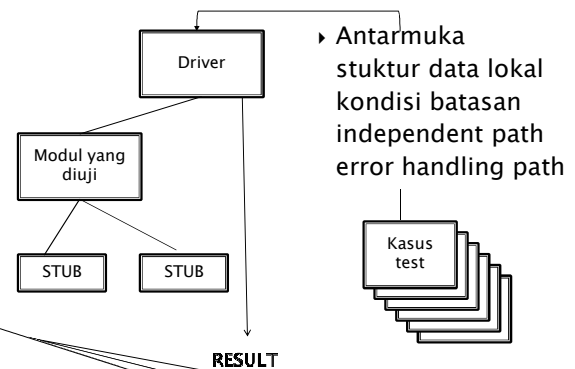 Driver
Antarmuka
stuktur data lokal
kondisi batasan
independent path
error handling path
Modul yang
diuji
STUB
STUB
Kasus
test
RESULT